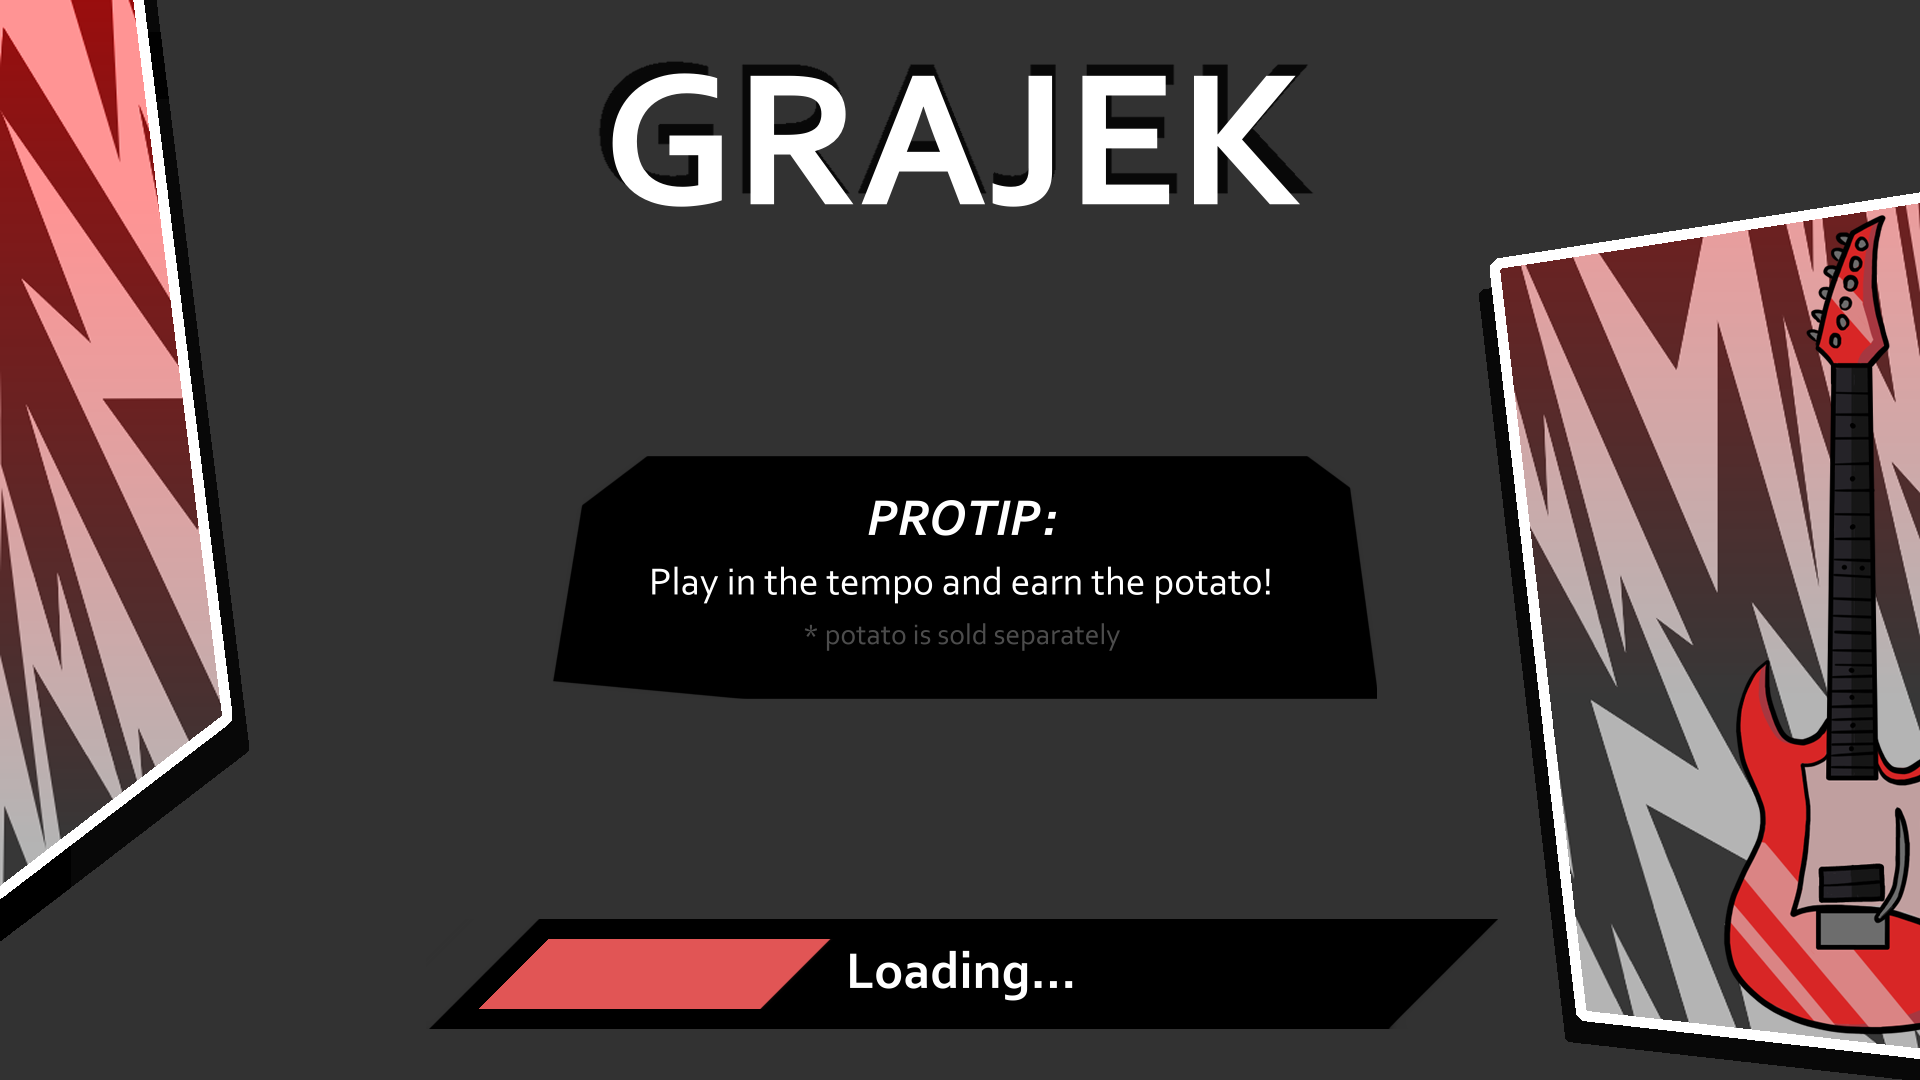 GRAJEK
PROTIP:
Play in the tempo and earn the potato!
* potato is sold separately
Loading...